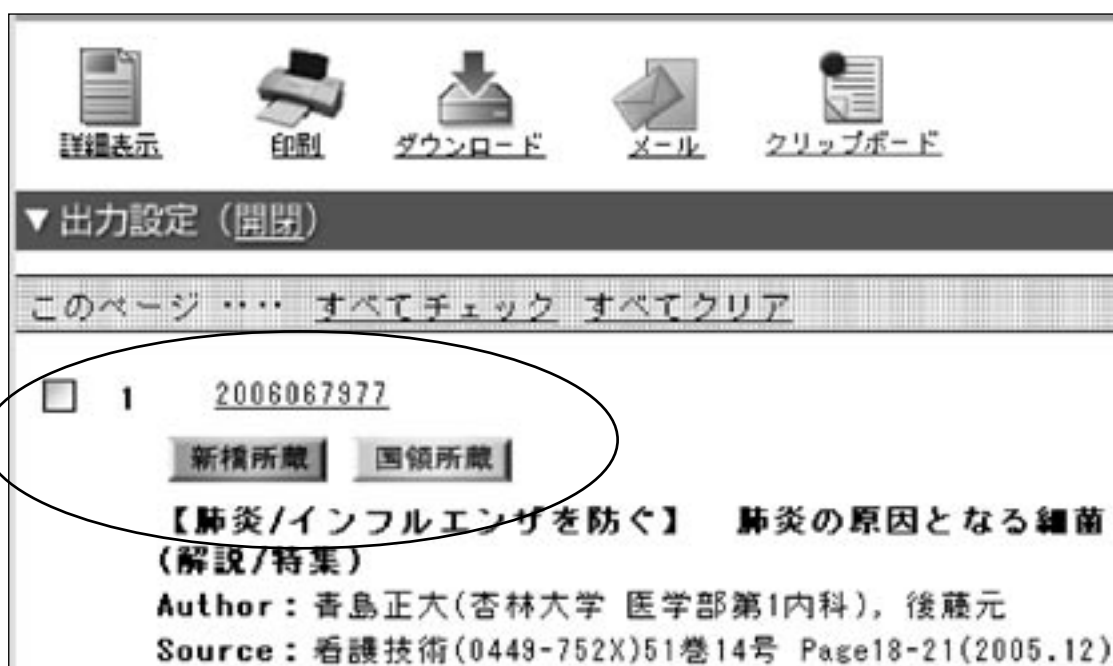 詳細表示 印刷 ダウンロード メール クリップボード
▼出力設定（開閉）
このページ ‥‥ すべてチェック すべてクリア
1 2006067977
新橋所蔵 国領所蔵
【肺炎/インフルエンザを防ぐ】 肺炎の原因となる細菌
(解説/特集)
Author：香島正大(杏林大学 医学部第1内科), 後藤元
Source：看護技術(0449-752X)51巻14号 Page18-21(2005.12)